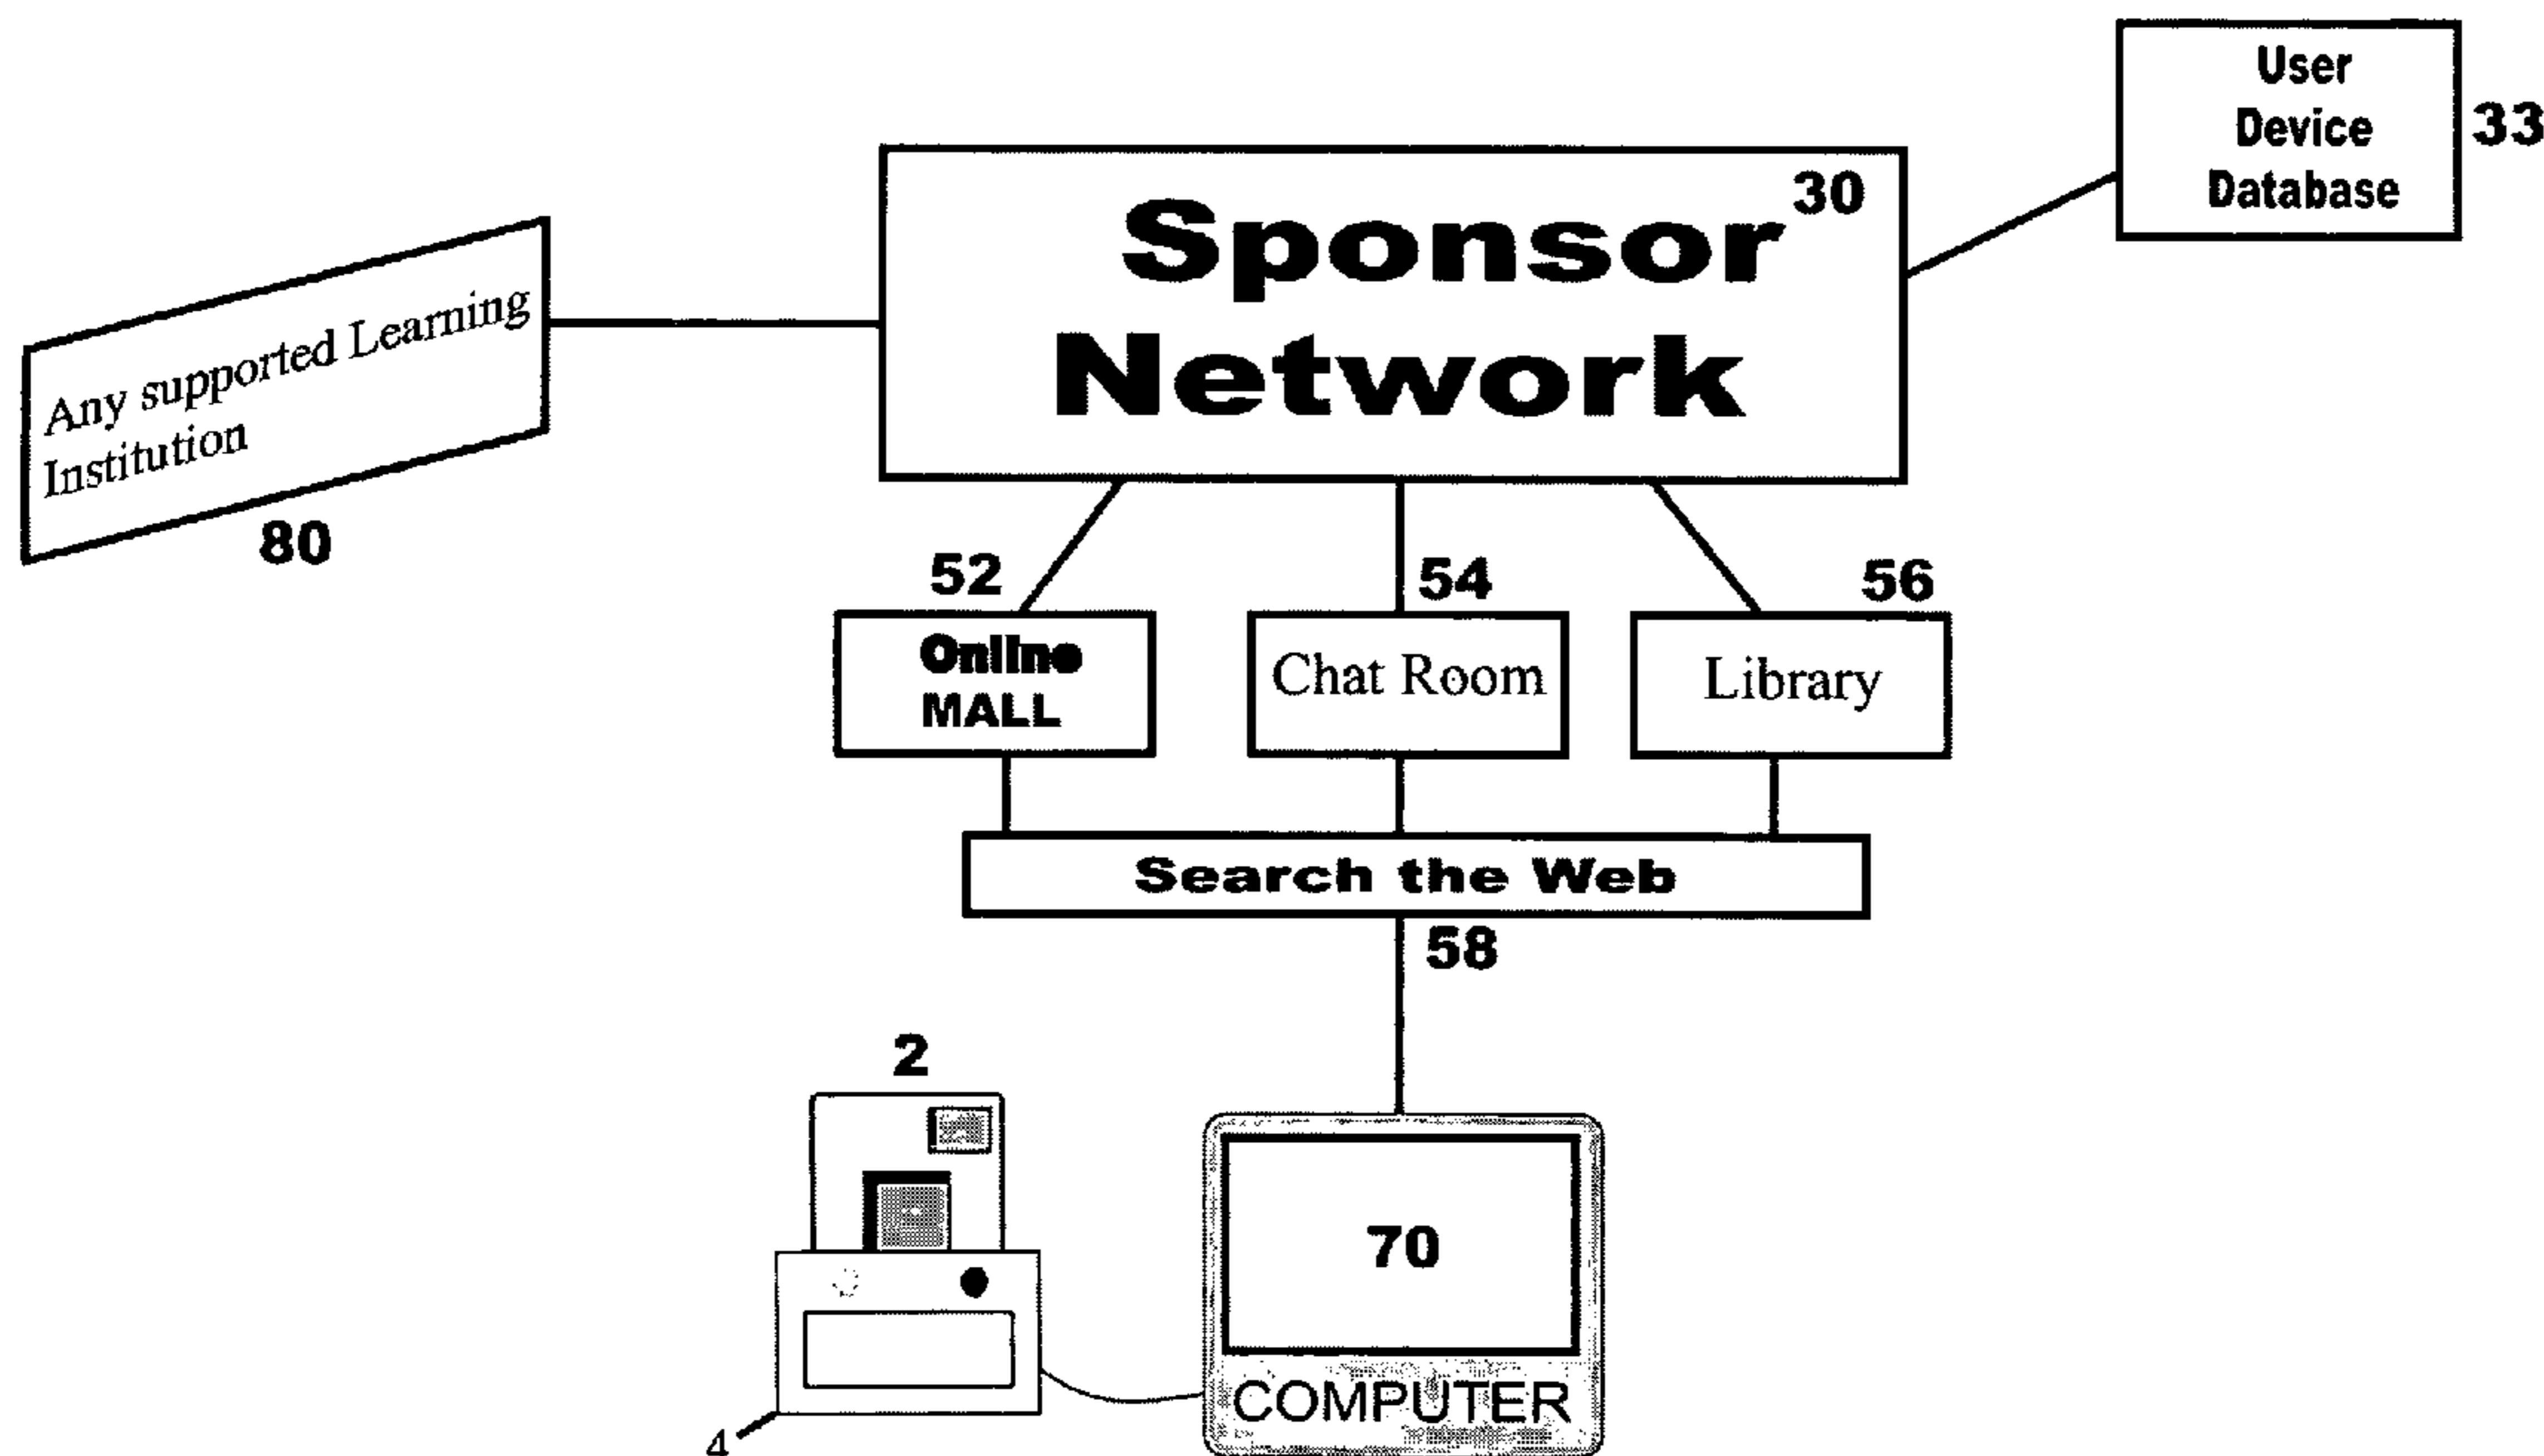 User
Device
Database
33
30
Sponsor
Network
Any supported Learning
Institution
80
52
54
56
Online
MALL
Chat Room
Library
Search the Web
58
2
70
COMPUTER
4